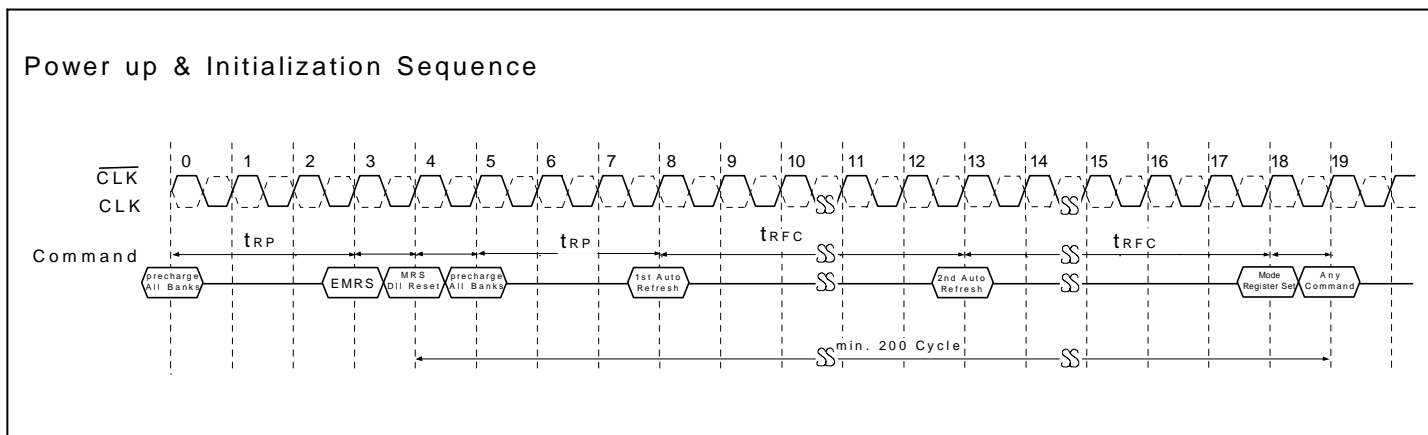 Power up & Initialization Sequence
0 1 2 3 4 5 6 7 8 9 10 11 12 13 14 15 16 17 18 19
CLK
CLK
tRP tRP tRFC tRFC
Command
precharge All Banks
EMRS
MRS Dll Reset
precharge All Banks
1st Auto Refresh
2nd Auto Refresh
Mode Register Set
Any Command
min. 200 Cycle